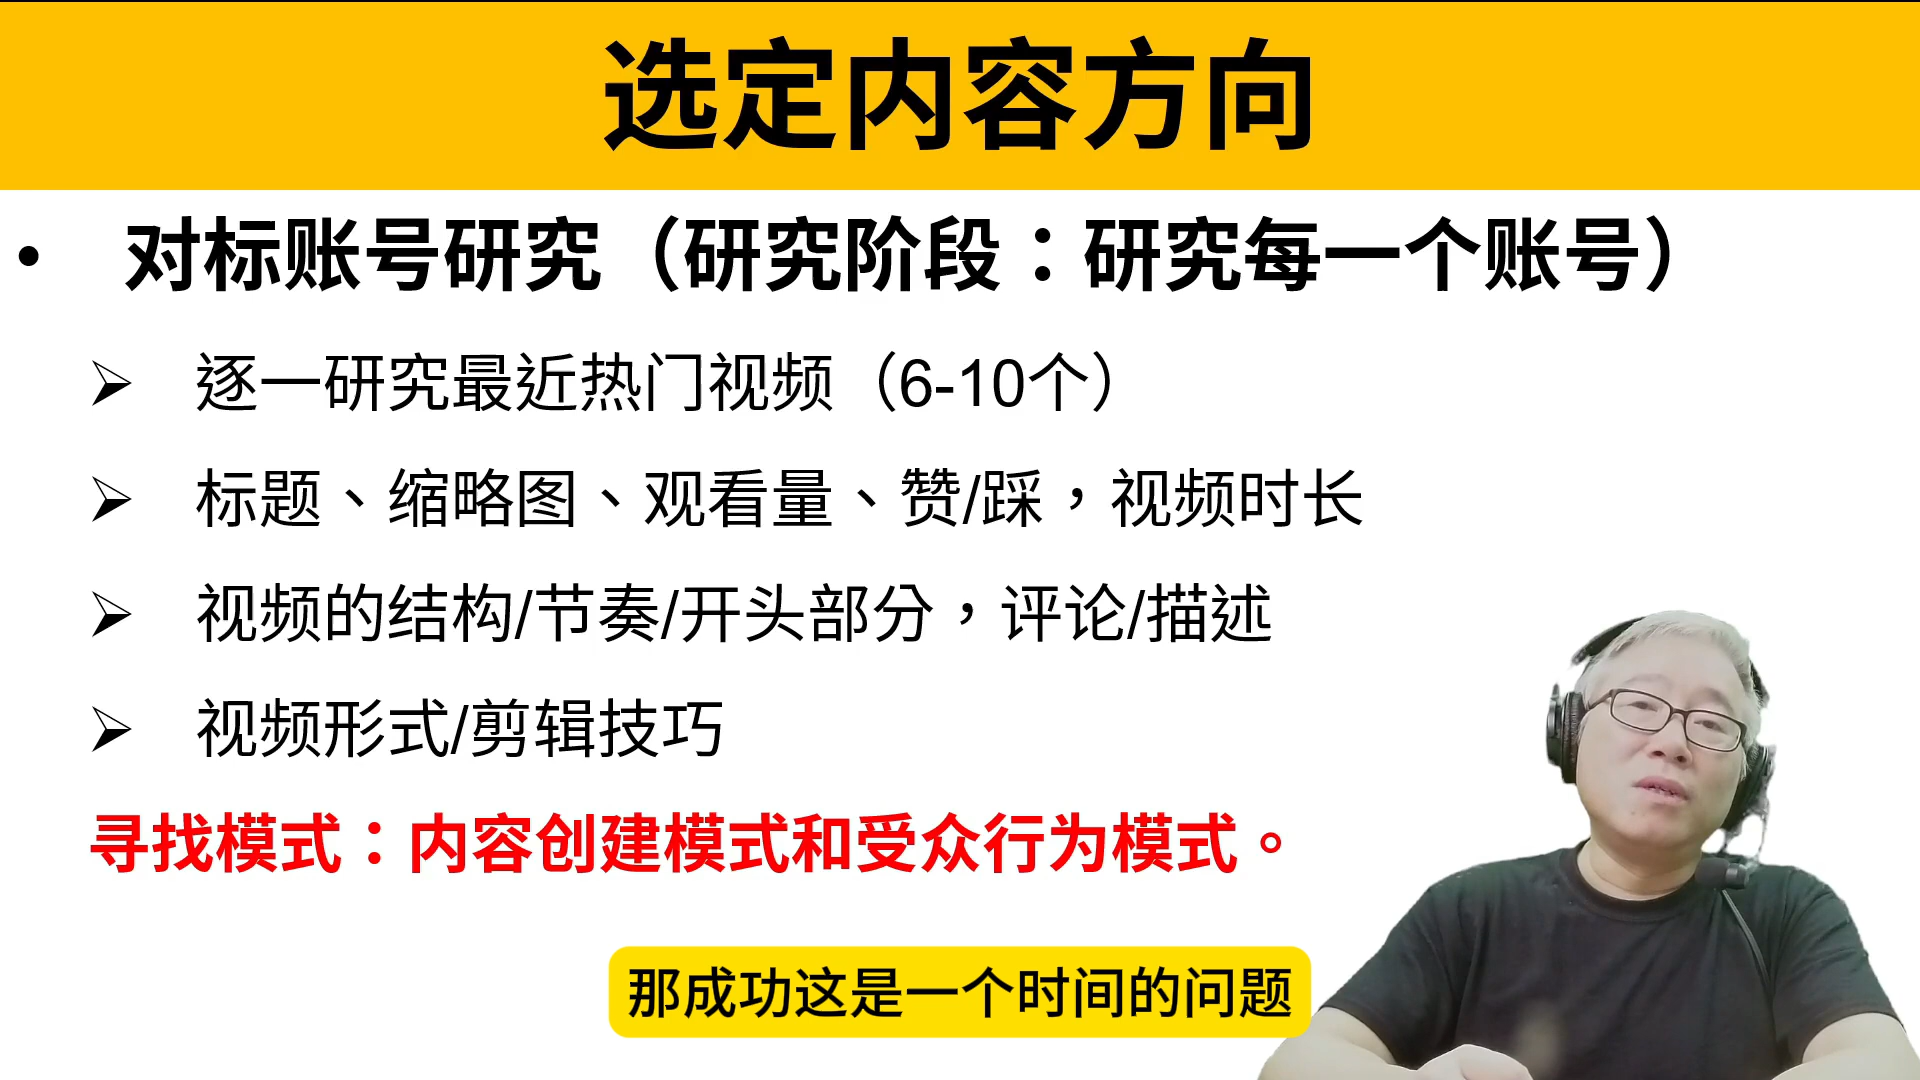 选定内容方向
• 对标账号研究（研究阶段：研究每一个账号）
➢ 逐一研究最近热门视频（6-10个）
➢ 标题、缩略图、观看量、赞/踩，视频时长
➢ 视频的结构/节奏/开头部分，评论/描述
➢ 视频形式/剪辑技巧
寻找模式：内容创建模式和受众行为模式。
那成功这是一个时间的问题